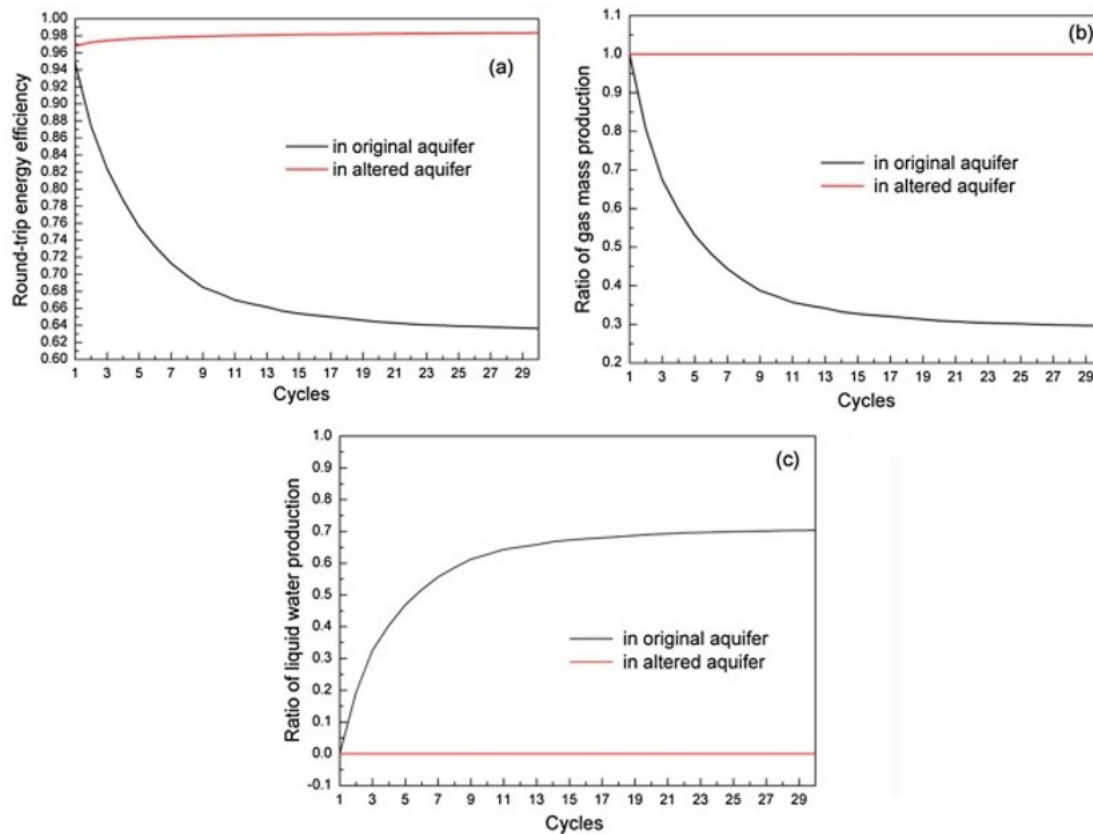 (a)
Round-trip energy efficiency
1.00
0.98
0.96
0.94
0.92
0.90
0.88
0.86
0.84
0.82
0.80
0.78
0.76
0.74
0.72
0.70
0.68
0.66
0.64
0.62
0.60
in original aquifer
in altered aquifer
1 3 5 7 9 11 13 15 17 19 21 23 25 27 29
Cycles
(b)
Ratio of gas mass production
1.1
1.0
0.9
0.8
0.7
0.6
0.5
0.4
0.3
0.2
in original aquifer
in altered aquifer
1 3 5 7 9 11 13 15 17 19 21 23 25 27 29
Cycles
(c)
Ratio of liquid water production
1.0
0.9
0.8
0.7
0.6
0.5
0.4
0.3
0.2
0.1
0.0
-0.1
in original aquifer
in altered aquifer
1 3 5 7 9 11 13 15 17 19 21 23 25 27 29
Cycles